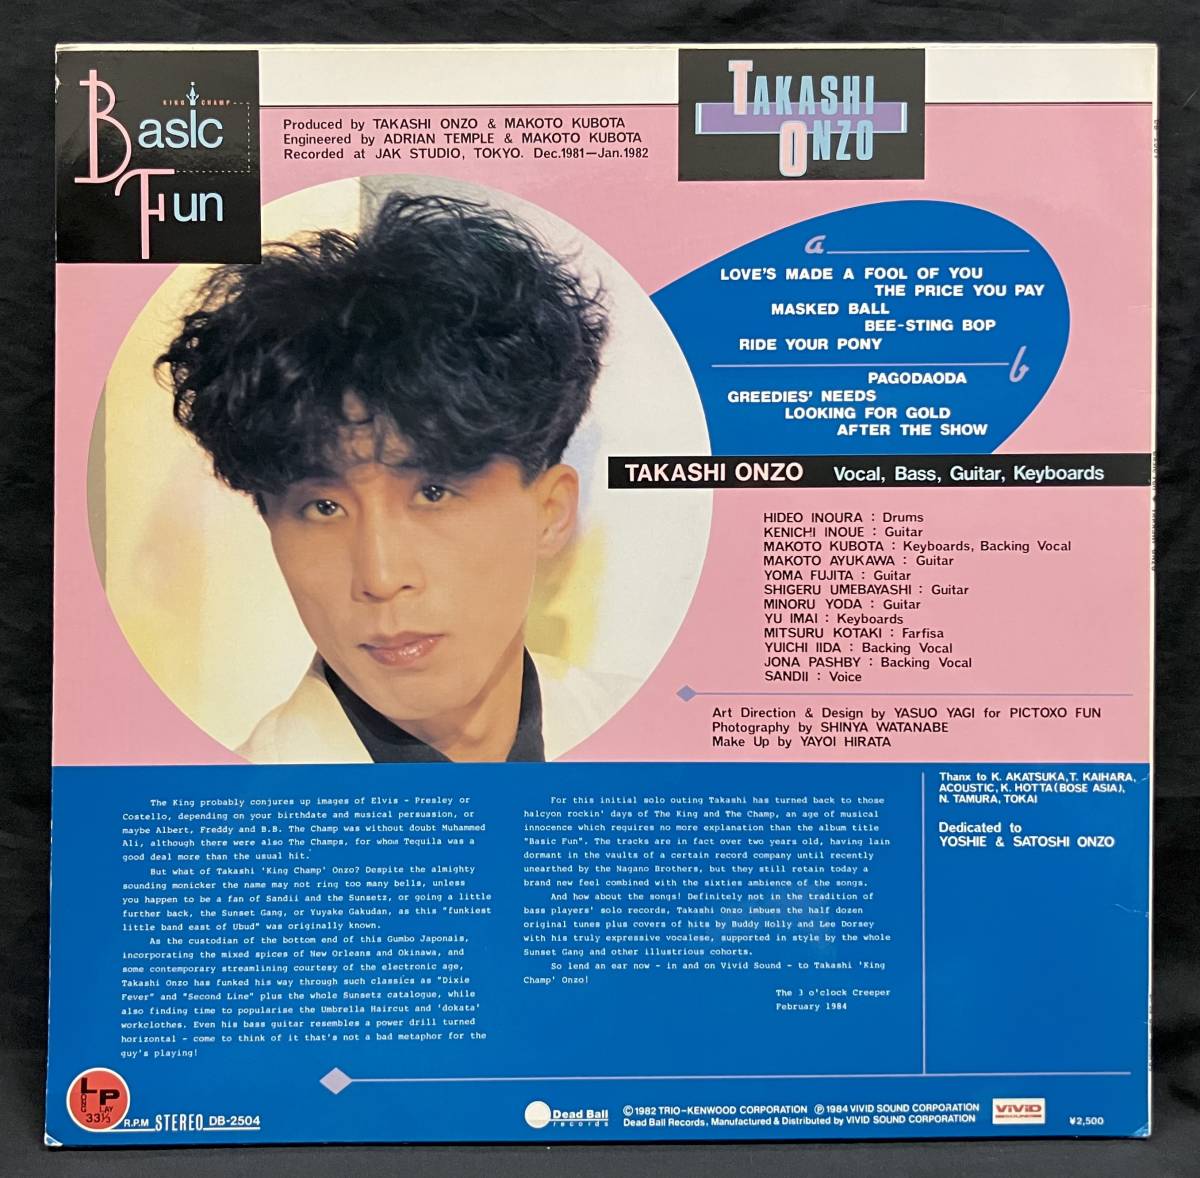 KING CHAMP
Basic
Fun
Produced by TAKASHI ONZO & MAKOTO KUBOTA
Engineered by ADRIAN TEMPLE & MAKOTO KUBOTA
Recorded at JAK STUDIO, TOKYO. Dec.1981—Jan.1982
TAKASHI
ONZO
a
LOVE'S MADE A FOOL OF YOU
THE PRICE YOU PAY
MASKED BALL
BEE-STING BOP
RIDE YOUR PONY
b
PAGODAODA
GREEDIES' NEEDS
LOOKING FOR GOLD
AFTER THE SHOW
TAKASHI ONZO Vocal, Bass, Guitar, Keyboards
HIDEO INOURA : Drums
KENICHI INOUE : Guitar
MAKOTO KUBOTA : Keyboards, Backing Vocal
MAKOTO AYUKAWA : Guitar
YOMA FUJITA : Guitar
SHIGERU UMEBAYASHI : Guitar
MINORU YODA : Guitar
YU IMAI : Keyboards
MITSURU KOTAKI : Farfisa
YUICHI IIDA : Backing Vocal
JONA PASHBY : Backing Vocal
SANDII : Voice
Art Direction & Design by YASUO YAGI for PICTOXO FUN
Photography by SHINYA WATANABE
Make Up by YAYOI HIRATA
The King probably conjures up images of Elvis - Presley or
Costello, depending on your birthdate and musical persuasion, or
maybe Albert, Freddy and B.B. The Champ was without doubt Muhammed
Ali, although there were also The Champs, for whom Tequila was a
good deal more than the usual hit.
But what of Takashi 'King Champ' Onzo? Despite the almighty
sounding monicker the name may not ring too many bells, unless
you happen to be a fan of Sandii and the Sunsetz, or going a little
further back, the Sunset Gang, or Yuyake Gakudan, as this "funkiest
little band east of Ubud" was originally known.
As the custodian of the bottom end of this Gumbo Japonais,
incorporating the mixed spices of New Orleans and Okinawa, and
some contemporary streamlining courtesy of the electronic age,
Takashi Onzo has funked his way through such classics as "Dixie
Fever" and "Second Line" plus the whole Sunsetz catalogue, while
also finding time to popularise the Umbrella Haircut and 'dokata'
workclothes. Even his bass guitar resembles a power drill turned
horizontal - come to think of it that's not a bad metaphor for the
guy's playing!
For this initial solo outing Takashi has turned back to those
halcyon rockin' days of The King and The Champ, an age of musical
innocence which requires no more explanation than the album title
"Basic Fun". The tracks are in fact over two years old, having lain
dormant in the vaults of a certain record company until recently
unearthed by the Nagano Brothers, but they still retain today a
brand new feel combined with the sixties ambience of the songs.
And how about the songs! Definitely not in the tradition of
bass players' solo records, Takashi Onzo imbues the half dozen
original tunes plus covers of hits by Buddy Holly and Lee Dorsey
with his truly expressive vocalese, supported in style by the whole
Sunset Gang and other illustrious cohorts.
So lend an ear now - in and on Vivid Sound - to Takashi 'King
Champ' Onzo!
The 3 o'clock Creeper
February 1984
Thanx to K. AKATSUKA, T. KAIHARA,
ACOUSTIC, K. HOTTA (BOSE ASIA),
N. TAMURA, TOKAI
Dedicated to
YOSHIE & SATOSHI ONZO
LONG PLAY
33⅓
R.P.M STEREO DB-2504
Dead Ball
records
©1982 TRIO-KENWOOD CORPORATION ℗1984 VIVID SOUND CORPORATION
Dead Ball Records, Manufactured & Distributed by VIVID SOUND CORPORATION
VIVID
¥2,500